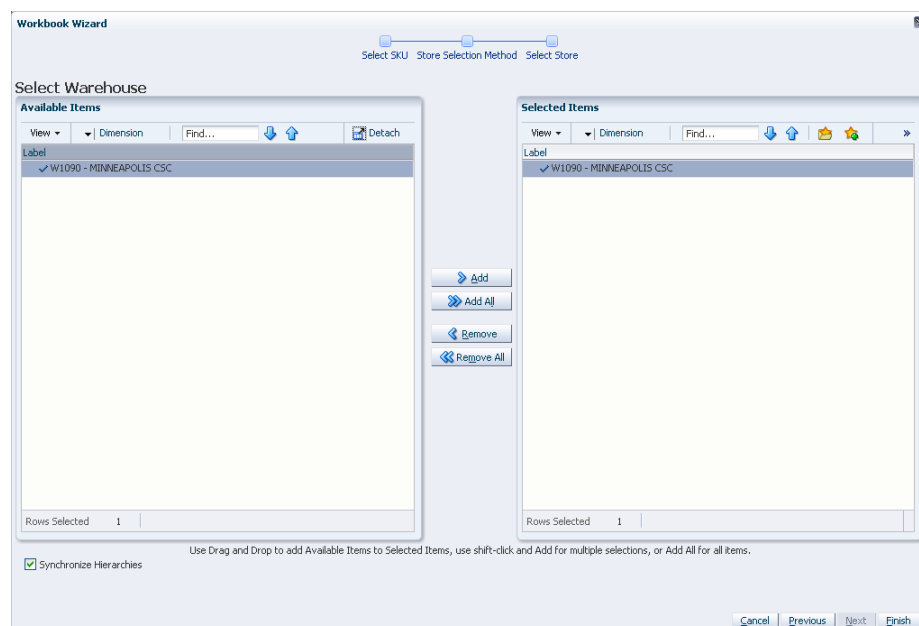 Workbook Wizard
Select SKU Store Selection Method Select Store
Select Warehouse
Available Items
View Dimension Find... Detach
Label
W1090 - MINNEAPOLIS CSC
Rows Selected 1
Add
Add All
Remove
Remove All
Selected Items
View Dimension Find... »
Label
W1090 - MINNEAPOLIS CSC
Rows Selected 1
Use Drag and Drop to add Available Items to Selected Items, use shift-click and Add for multiple selections, or Add All for all items.
Synchronize Hierarchies
Cancel Previous Next Finish